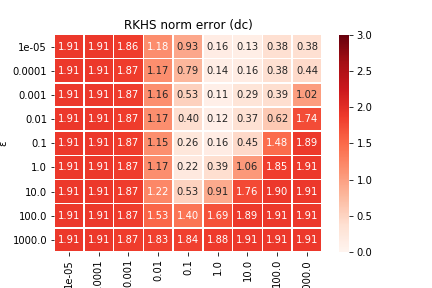 RKHS norm error (dc)
1e-05 1.91 1.91 1.86 1.18 0.93 0.16 0.13 0.38 0.38
0.0001 1.91 1.91 1.87 1.17 0.79 0.14 0.16 0.38 0.44
0.001 1.91 1.91 1.87 1.16 0.53 0.11 0.29 0.39 1.02
0.01 1.91 1.91 1.87 1.17 0.40 0.12 0.37 0.62 1.74
0.1 1.91 1.91 1.87 1.15 0.26 0.16 0.45 1.48 1.89
1.0 1.91 1.91 1.87 1.17 0.22 0.39 1.06 1.85 1.91
10.0 1.91 1.91 1.87 1.22 0.53 0.91 1.76 1.90 1.91
100.0 1.91 1.91 1.87 1.53 1.40 1.69 1.89 1.91 1.91
1000.0 1.91 1.91 1.87 1.83 1.84 1.88 1.91 1.91 1.91
1e-05 0001 0.001 0.01 0.1 1.0 10.0 100.0 000.0
ε
3.0
2.5
2.0
1.5
1.0
0.5
0.0